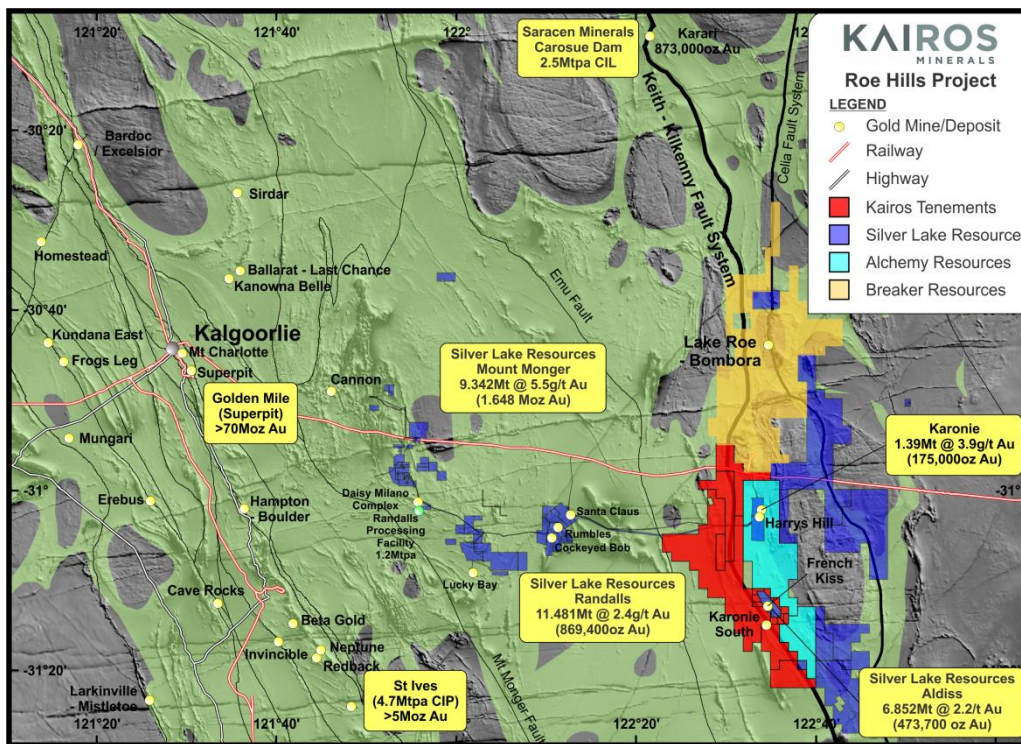 121°20'
121°40'
122°
122°20'
Saracen Minerals
Carosue Dam
2.5Mtpa CIL
Karari
873,000oz Au
KAIROS
MINERALS
Roe Hills Project
LEGEND
Gold Mine/Deposit
Railway
Highway
Kairos Tenements
Silver Lake Resource
Alchemy Resources
Breaker Resources
-30°20'
Bardoc
/ Excelsior
Sirdar
Keith - Kilkenny Fault System
Celia Fault System
Homestead
Ballarat - Last Chance
Kanowna Belle
Emu Fault
-30°40'
Kundana East
Kalgoorlie
Mt Charlotte
Frogs Leg
Superpit
Lake Roe
- Bombora
Silver Lake Resources
Mount Monger
9.342Mt @ 5.5g/t Au
(1.648 Moz Au)
Cannon
Golden Mile
(Superpit)
>70Moz Au
Mungari
Karonie
1.39Mt @ 3.9g/t Au
(175,000oz Au)
-31°
-31°
Erebus
Hampton
Boulder
Daisy Milano
Complex
Randalls
Processing
Facility
1.2Mtpa
Santa Claus
Rumbles
Cockeyed Bob
Harrys Hill
Lucky Bay
French
Kiss
Cave Rocks
Silver Lake Resources
Randalls
11.481Mt @ 2.4g/t Au
(869,400oz Au)
Karonie
South
Beta Gold
Invincible
Neptune
Redback
-31°20'
Mt Monger Fault
St Ives
(4.7Mtpa CIP)
>5Moz Au
Larkinville
- Mistletoe
Silver Lake Resources
Aldiss
6.852Mt @ 2.2/t Au
(473,700 oz Au)
121°20'
121°40'
122°
122°20'
122°40'